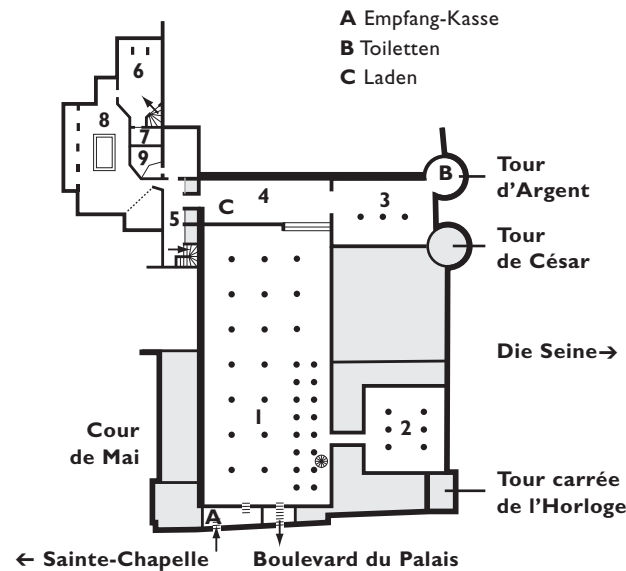 A Empfang-Kasse
B Toiletten
C Laden
6
8
7
9
B
Tour
d'Argent
4
3
C
5
Tour
de César
Die Seine→
1
2
Cour
de Mai
Tour carrée
de l'Horloge
A
← Sainte-Chapelle
Boulevard du Palais